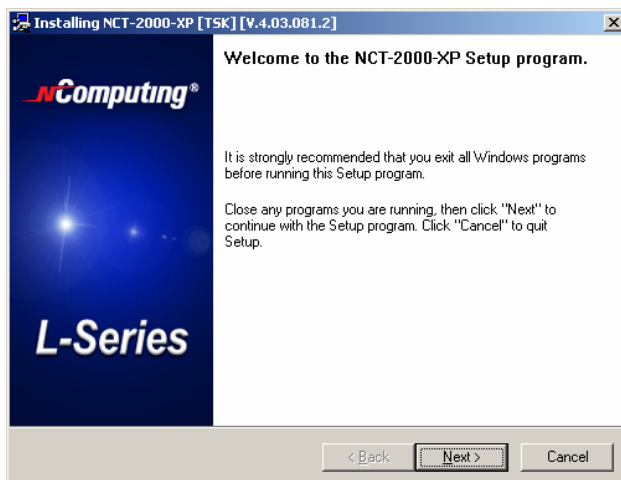 Installing NCT-2000-XP [TSK] [V.4.03.081.2]
Welcome to the NCT-2000-XP Setup program.
NComputing®
It is strongly recommended that you exit all Windows programs
before running this Setup program.
Close any programs you are running, then click "Next" to
continue with the Setup program. Click "Cancel" to quit
Setup.
L-Series
< Back
Next >
Cancel